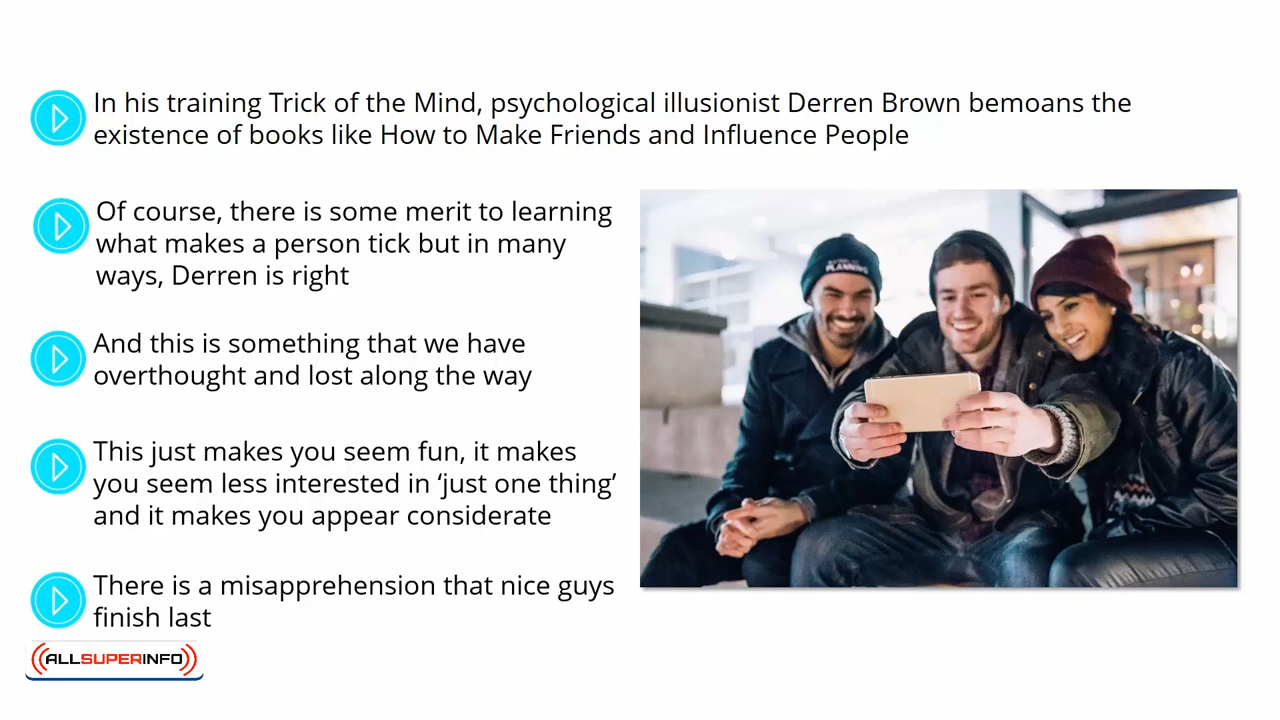 In his training Trick of the Mind, psychological illusionist Derren Brown bemoans the
existence of books like How to Make Friends and Influence People
Of course, there is some merit to learning
what makes a person tick but in many
ways, Derren is right
And this is something that we have
overthought and lost along the way
This just makes you seem fun, it makes
you seem less interested in ‘just one thing’
and it makes you appear considerate
There is a misapprehension that nice guys
finish last
ALLSUPERINFO
PLANNING